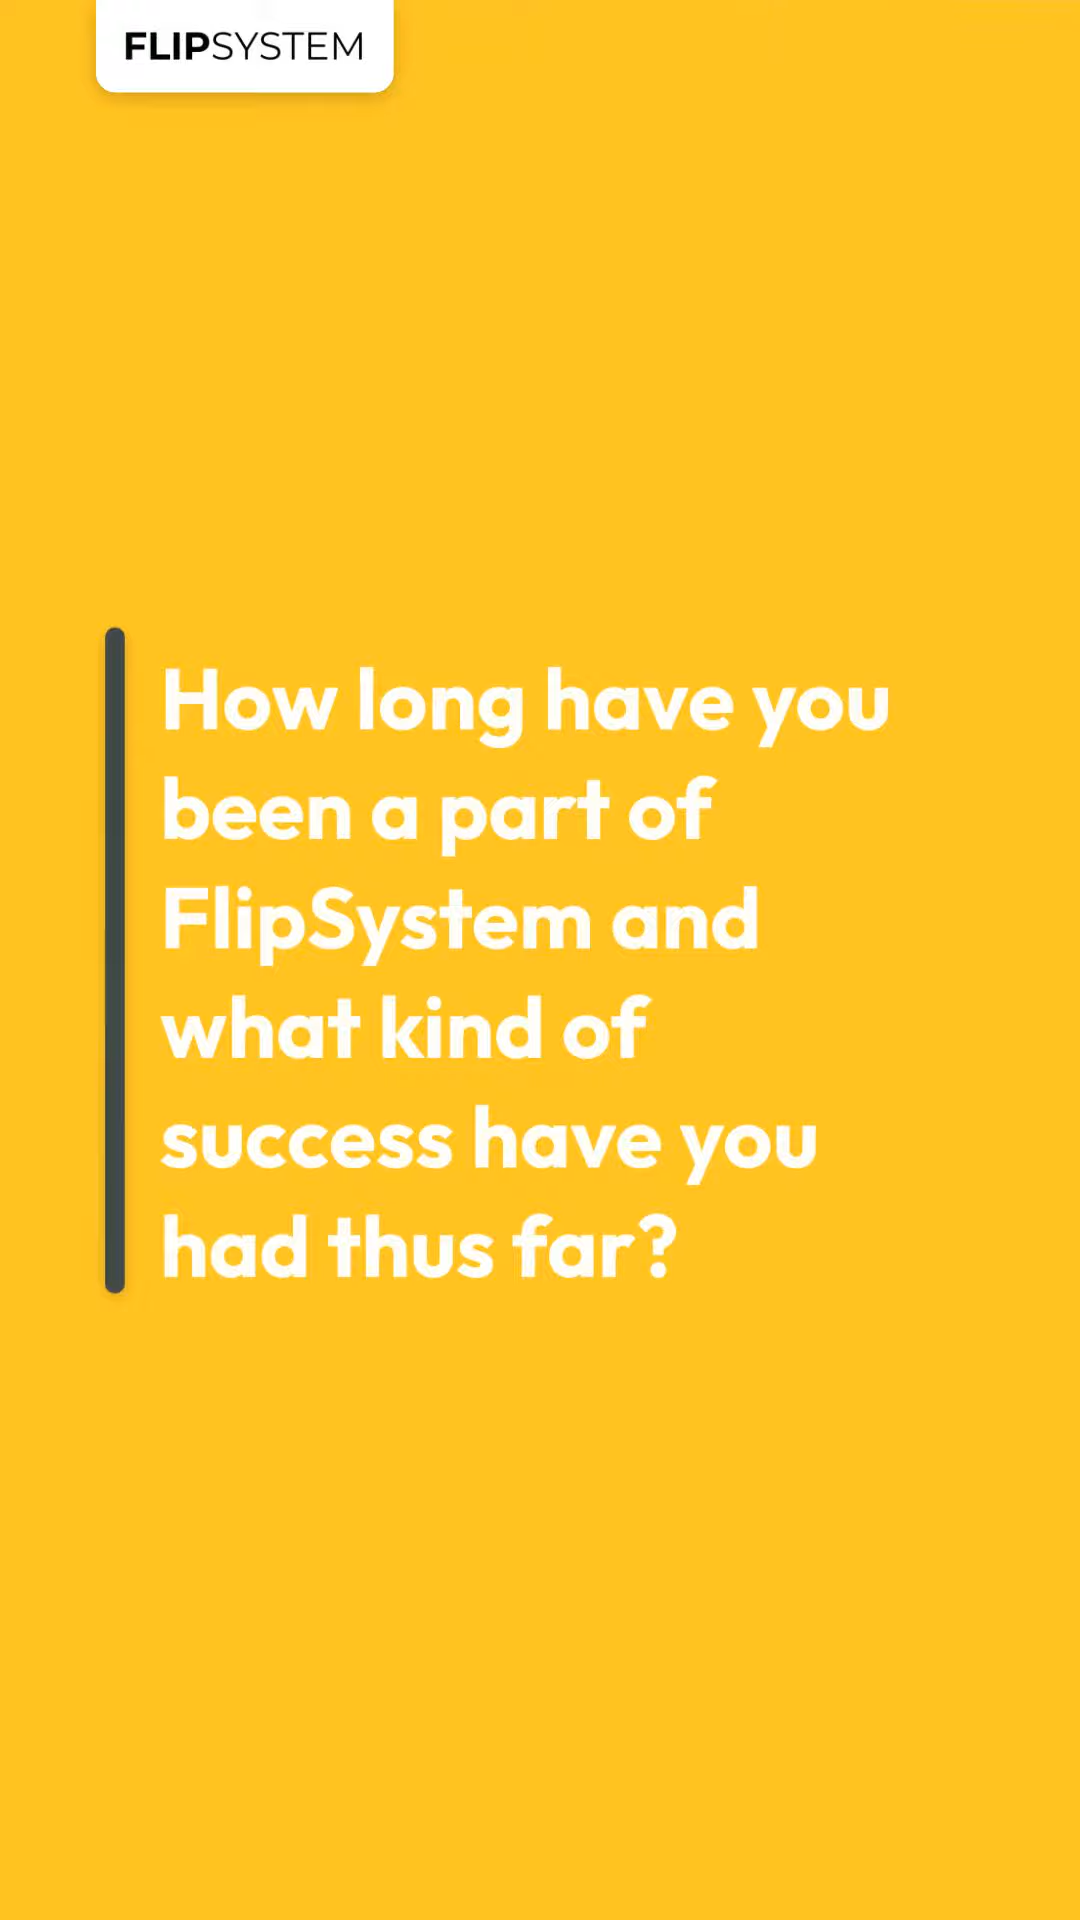 FLIPSYSTEM
How long have you
been a part of
FlipSystem and
what kind of
success have you
had thus far?